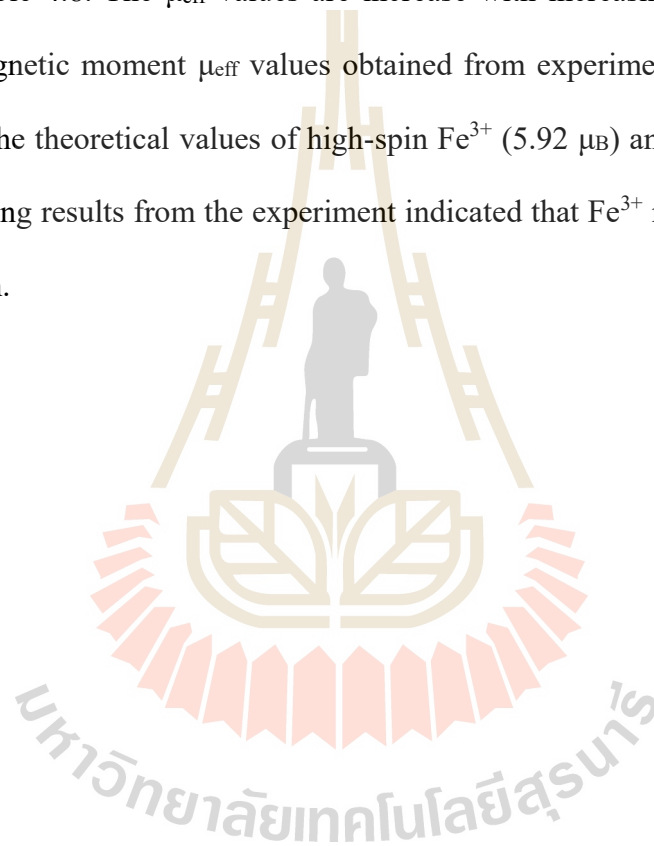 The μeff values are increase with
gnetic moment μeff values obtained from experime
he theoretical values of high-spin Fe³⁺ (5.92 μB) an
ng results from the experiment indicated that Fe³⁺
.
มหาวิทยาลัยเทคโนโลยีสุรนารี